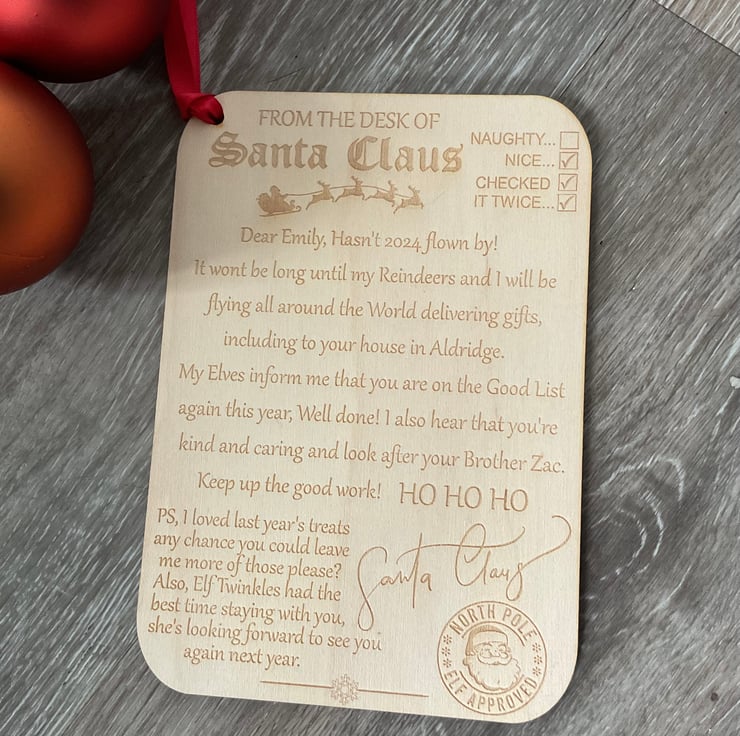 FROM THE DESK OF
Santa Claus
NAUGHTY...
NICE...
CHECKED
IT TWICE...
Dear Emily, Hasn't 2024 flown by!
It wont be long until my Reindeers and I will be
flying all around the World delivering gifts,
including to your house in Aldridge.
My Elves inform me that you are on the Good List
again this year, Well done! I also hear that you're
kind and caring and look after your Brother Zac.
Keep up the good work! HO HO HO
PS, I loved last year's treats
any chance you could leave
me more of those please?
Also, Elf Twinkles had the
best time staying with you,
she's looking forward to see you
again next year.
Santa Claus
NORTH POLE
ELF APPROVED